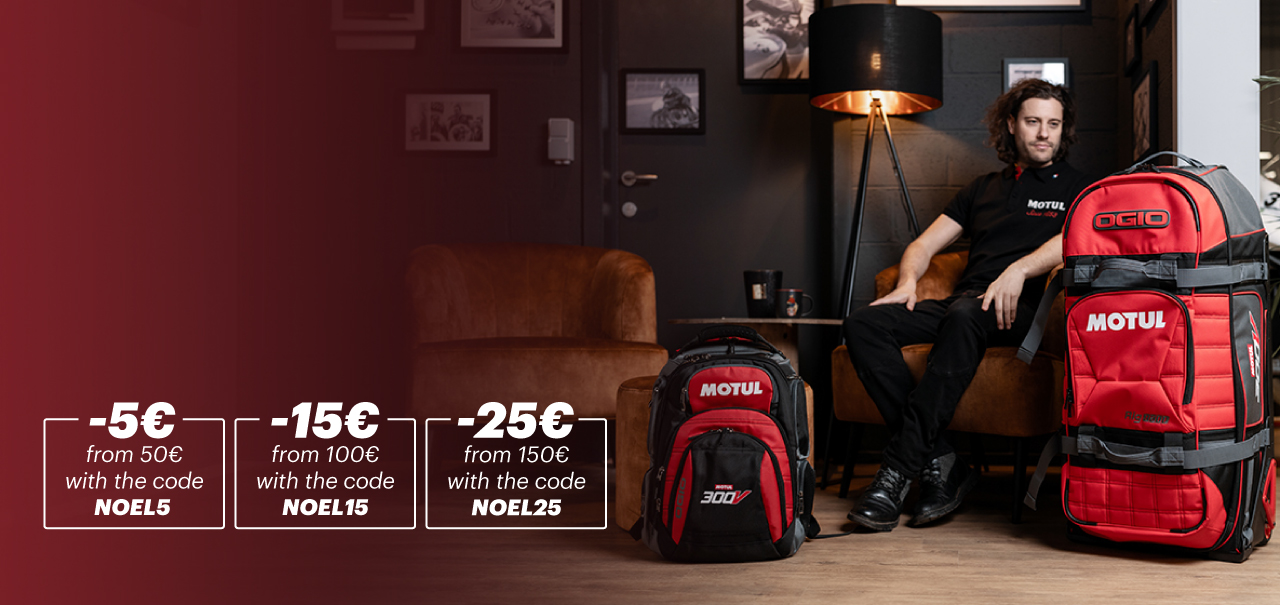 -5€
from 50€
with the code
NOEL5
-15€
from 100€
with the code
NOEL15
-25€
from 150€
with the code
NOEL25
MOTUL
OGIO
MOTUL
MOTUL
MOTUL
300V